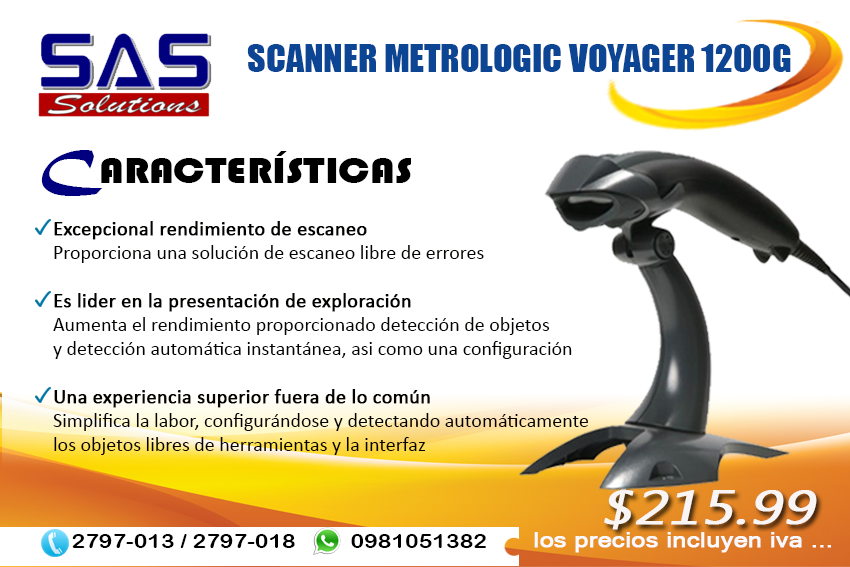 SAS
Solutions
SCANNER METROLOGIC VOYAGER 1200G
CARACTERÍSTICAS
Excepcional rendimiento de escaneo
Proporciona una solución de escaneo libre de errores
Es lider en la presentación de exploración
Aumenta el rendimiento proporcionado detección de objetos
y detección automática instantánea, asi como una configuración
Una experiencia superior fuera de lo común
Simplifica la labor, configurándose y detectando automáticamente
los objetos libres de herramientas y la interfaz
$215.99
2797-013 / 2797-018 0981051382
los precios incluyen iva ...